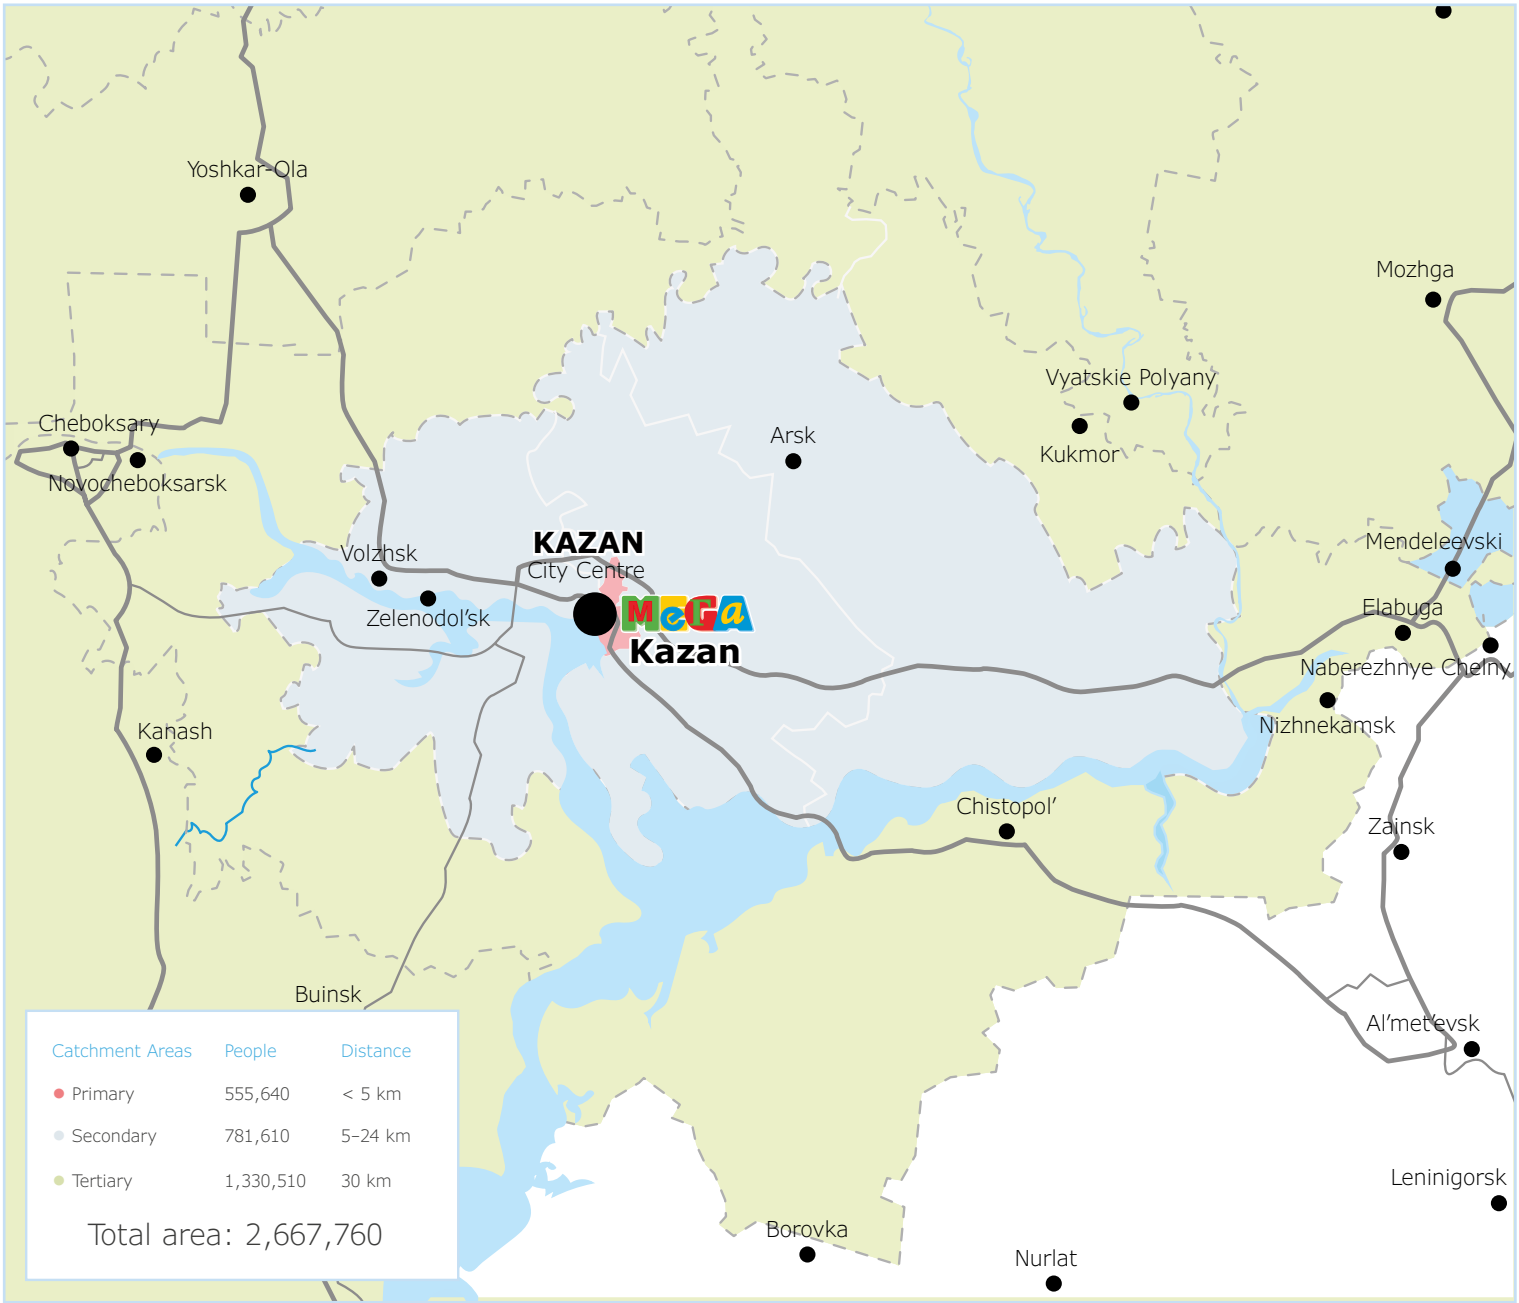 Yoshkar-Ola
Mozhga
Vyatskie Polyany
Cheboksary
Arsk
Kukmor
Novocheboksarsk
KAZAN
City Centre
Volzhsk
Mendeleevski
Zelenodol'sk
МЕГА
Kazan
Elabuga
Naberezhnye Chelny
Kanash
Nizhnekamsk
Chistopol’
Zainsk
Buinsk
Al’met’evsk
Catchment Areas People Distance
Primary 555,640 < 5 km
Secondary 781,610 5–24 km
Tertiary 1,330,510 30 km
Total area: 2,667,760
Leninigorsk
Borovka
Nurlat